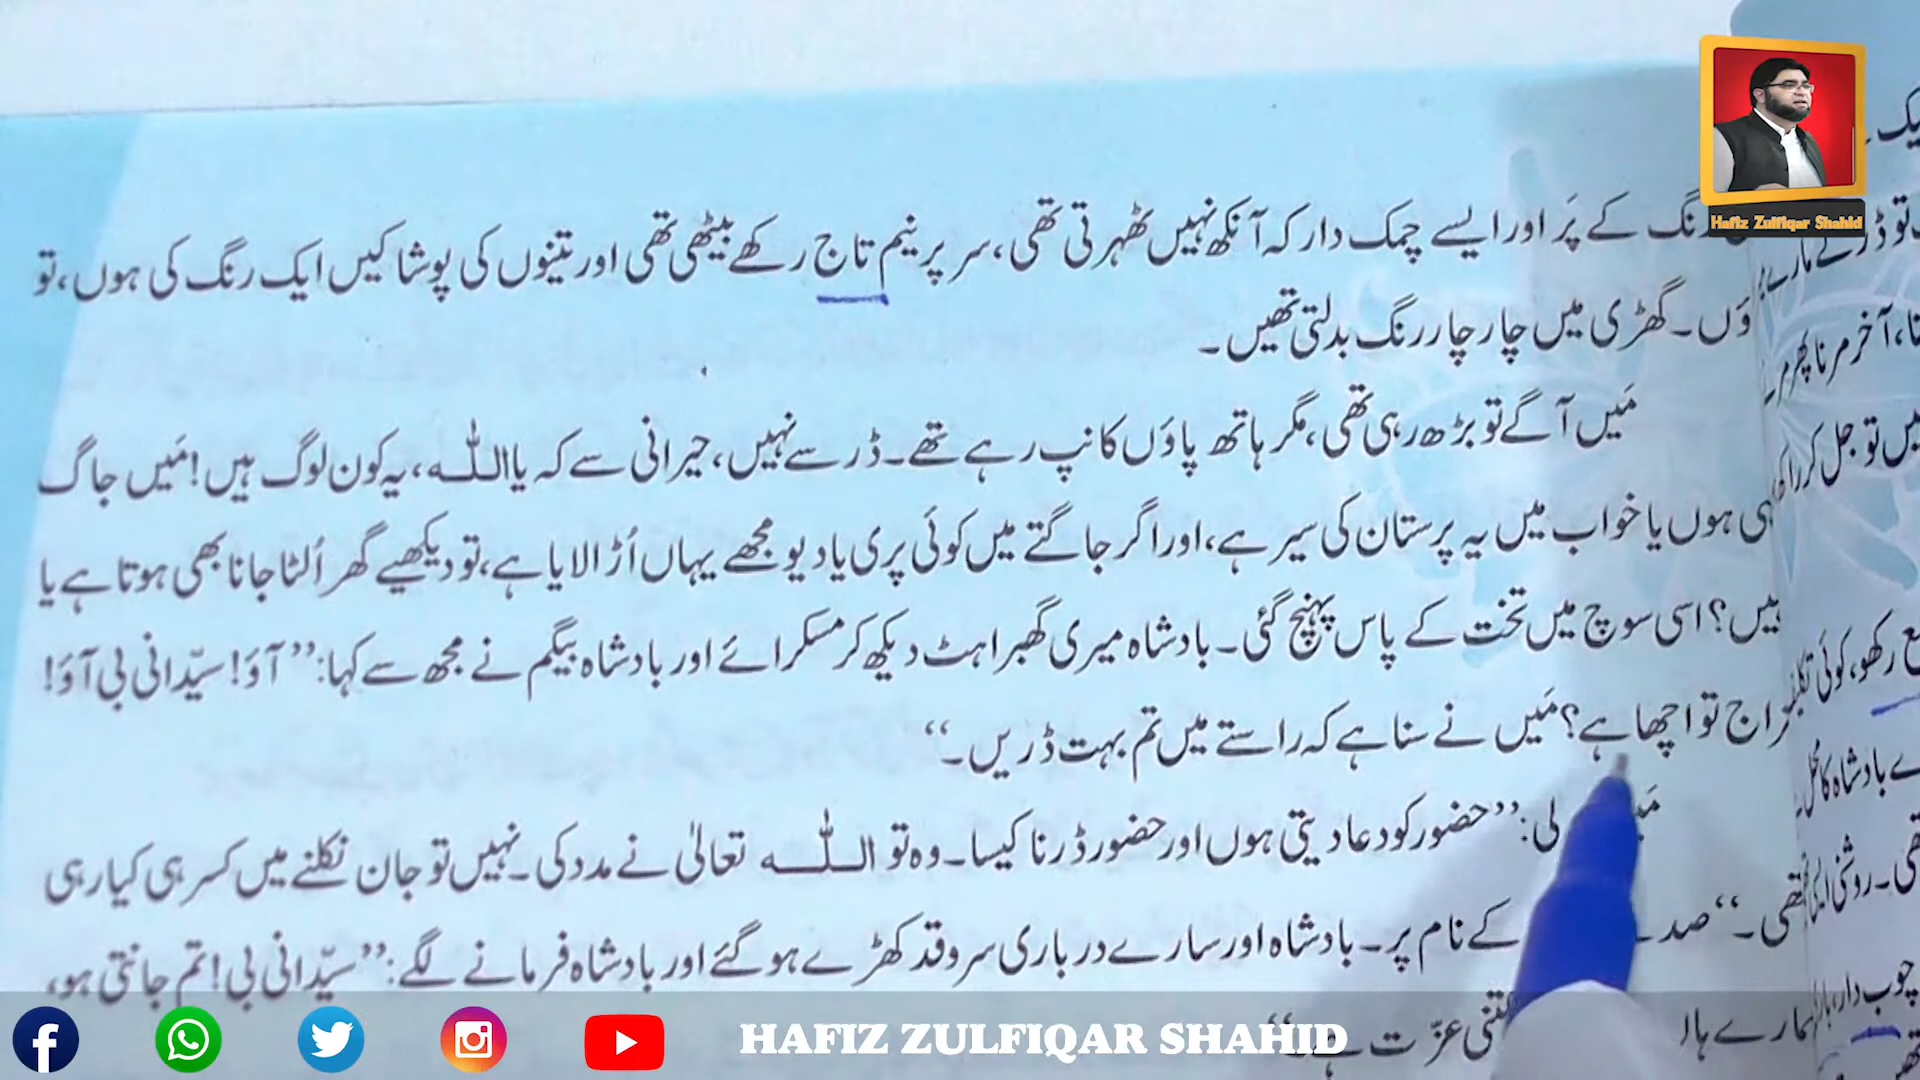 رنگ کے پَر اور ایسے چمک دار کہ آنکھ نہیں ٹھہرتی تھی، سر پر نیم تاج رکھے بیٹھی تھی اور تینوں کی پوشاکیں ایک رنگ کی ہوں، تو
گھڑی میں چار چار رنگ بدلتی تھیں۔
مَیں آگے تو بڑھ رہی تھی، مگر ہاتھ پاؤں کانپ رہے تھے۔ ڈر سے نہیں، حیرانی سے کہ یا اللہ، یہ کون لوگ ہیں! مَیں جاگ
ہوں یا خواب میں یہ پرستان کی سیر ہے، اور اگر جاگتے میں کوئی پری یا دیو مجھے یہاں اُڑا لایا ہے، تو دیکھیے گھر اُلٹا جانا بھی ہوتا ہے یا
اسی سوچ میں تخت کے پاس پہنچ گئی۔ بادشاہ میری گھبراہٹ دیکھ کر مسکرائے اور بادشاہ بیگم نے مجھ سے کہا: ’’آؤ! سیّدانی بی آؤ!
تو اچھا ہے؟ مَیں نے سنا ہے کہ راستے میں تم بہت ڈریں۔‘‘
’’حضور کو دعا دیتی ہوں اور حضور ڈرنا کیسا۔ وہ تو اللہ تعالیٰ نے مدد کی۔ نہیں تو جان نکلنے میں کسر ہی کیا رہی
تھی۔‘‘ کے نام پر۔ بادشاہ اور سارے درباری سروقد کھڑے ہو گئے اور بادشاہ فرمانے لگے: ’’سیّدانی بی! تم جانتی ہو،
عزّت
رکھو، کوئی
بادشاہ کا
Hafiz Zulfiqar Shahid
HAFIZ ZULFIQAR SHAHID